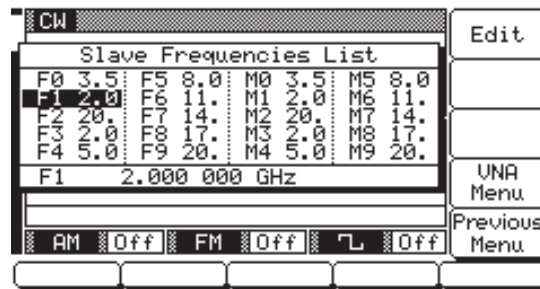 CW
Edit
Slave Frequencies List
F0 3.5 F5 8.0 M0 3.5 M5 8.0
F1 2.0 F6 11. M1 2.0 M6 11.
F2 20. F7 14. M2 20. M7 14.
F3 2.0 F8 17. M3 2.0 M8 17.
F4 5.0 F9 20. M4 5.0 M9 20.
F1 2.000 000 GHz
VNA
Menu
Previous
Menu
AM Off FM Off Off